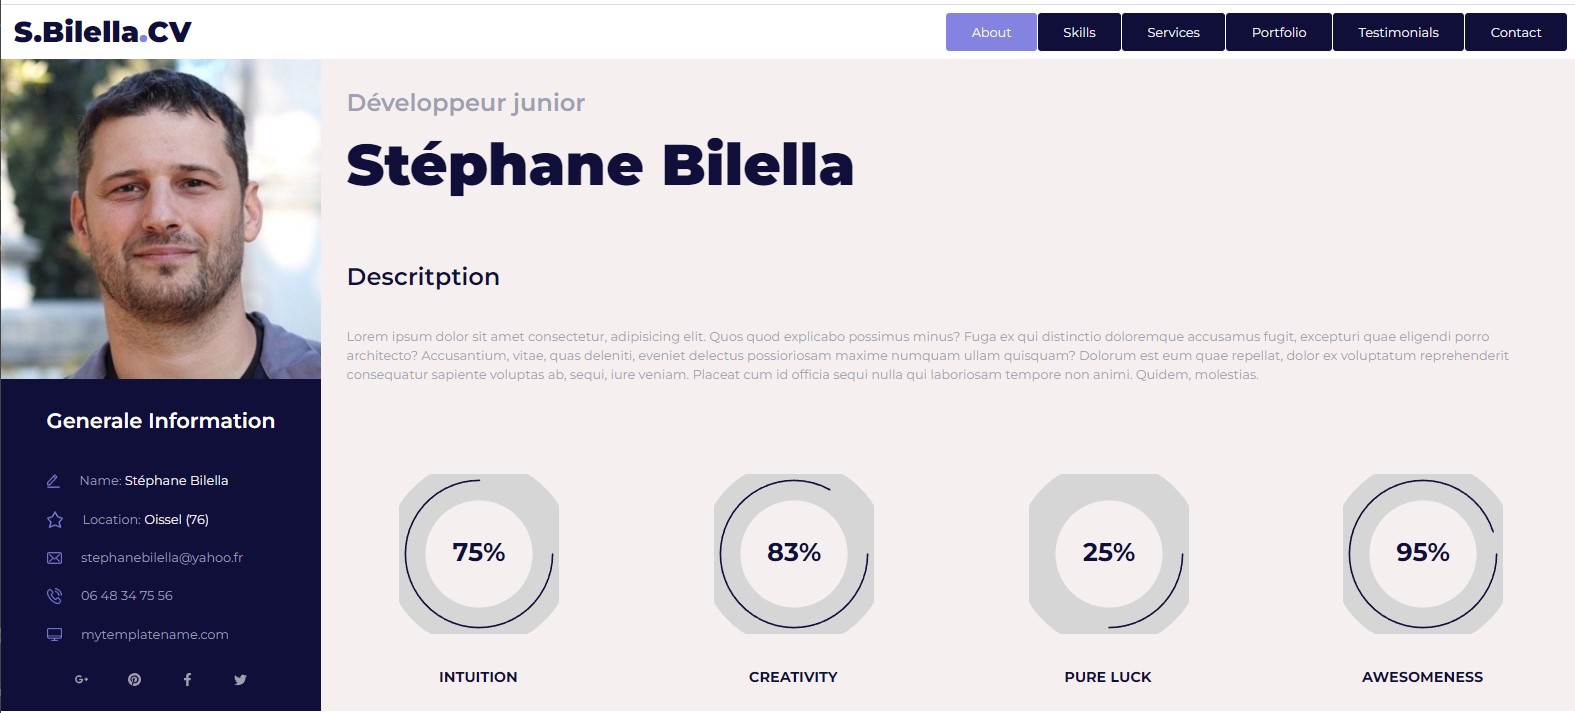 S.Bilella.CV
About
Skills
Services
Portfolio
Testimonials
Contact
Développeur junior
Stéphane Bilella
Descritption
Lorem ipsum dolor sit amet consectetur, adipisicing elit. Quos quod explicabo possimus minus? Fuga ex qui distinctio doloremque accusamus fugit, excepturi quae eligendi porro
architecto? Accusantium, vitae, quas deleniti, eveniet delectus possioriosam maxime numquam ullam quisquam? Dolorum est eum quae repellat, dolor ex voluptatum reprehenderit
consequatur sapiente voluptas ab, sequi, iure veniam. Placeat cum id officia sequi nulla qui laboriosam tempore non animi. Quidem, molestias.
Generale Information
Name: Stéphane Bilella
Location: Oissel (76)
stephanebilella@yahoo.fr
06 48 34 75 56
mytemplatename.com
75%
83%
25%
95%
INTUITION
CREATIVITY
PURE LUCK
AWESOMENESS